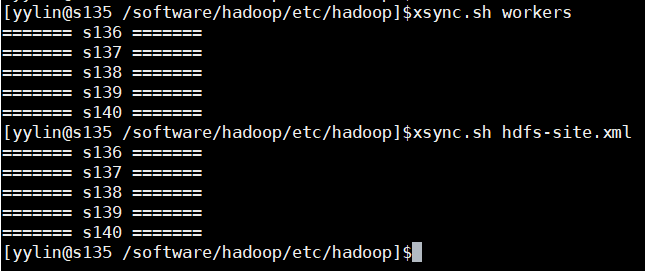 [yylin@s135 /software/hadoop/etc/hadoop]$xsync.sh workers
======= s136 =======
======= s137 =======
======= s138 =======
======= s139 =======
======= s140 =======
[yylin@s135 /software/hadoop/etc/hadoop]$xsync.sh hdfs-site.xml
======= s136 =======
======= s137 =======
======= s138 =======
======= s139 =======
======= s140 =======
[yylin@s135 /software/hadoop/etc/hadoop]$